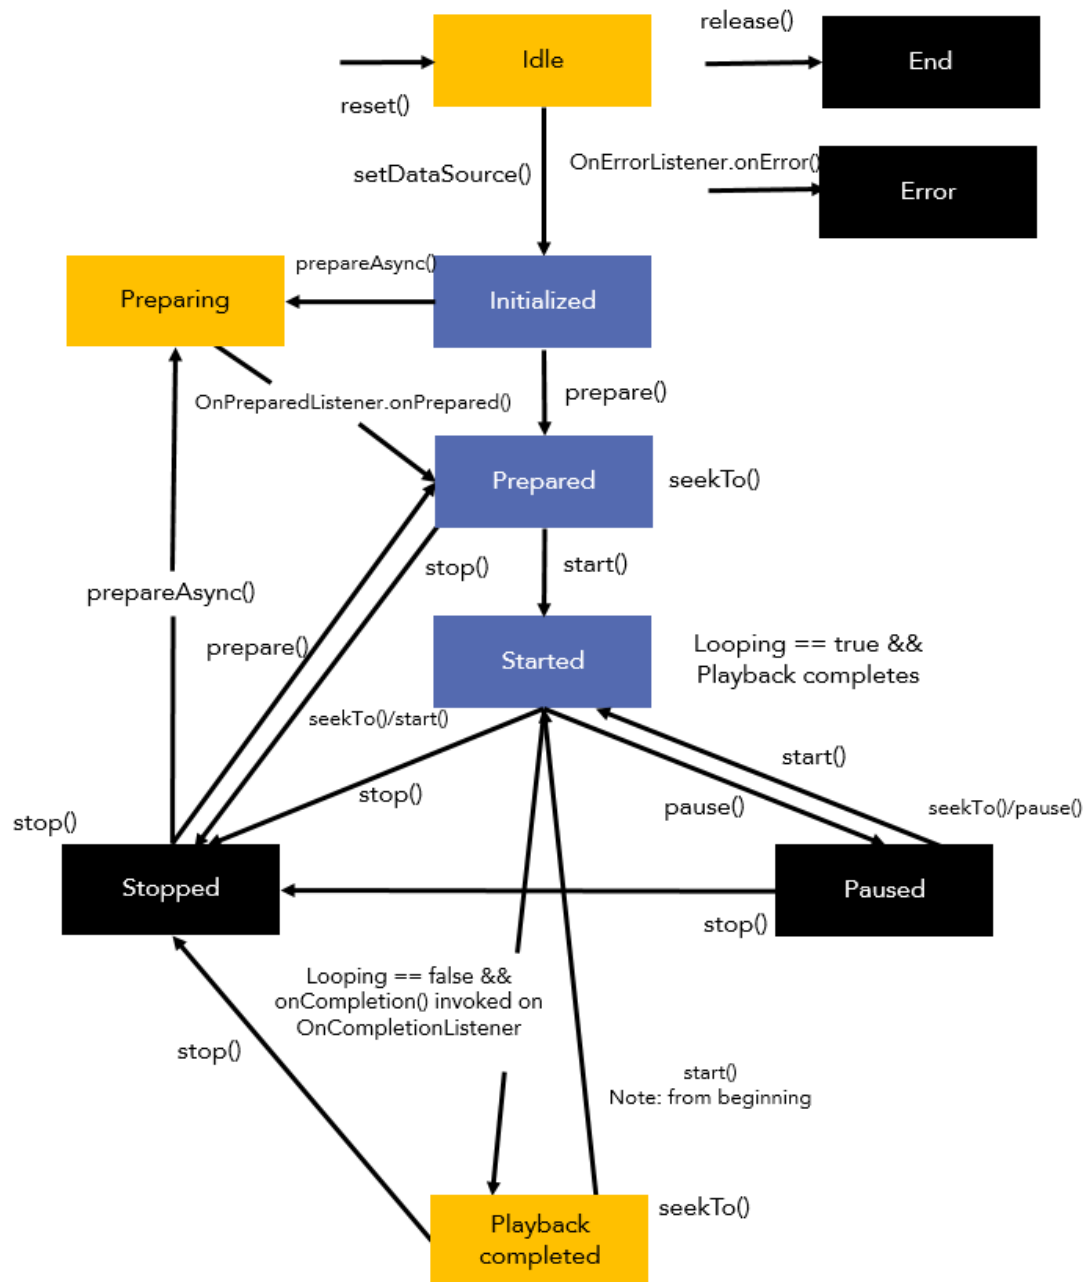 release()
Idle
End
reset()
OnErrorListener.onError()
setDataSource()
Error
prepareAsync()
Preparing
Initialized
prepare()
OnPreparedListener.onPrepared()
Prepared
seekTo()
stop()
start()
prepareAsync()
prepare()
Started
Looping == true &&
Playback completes
seekTo()/start()
start()
stop()
pause()
seekTo()/pause()
stop()
Stopped
Paused
stop()
Looping == false &&
onCompletion() invoked on
OnCompletionListener
stop()
start()
Note: from beginning
Playback
completed
seekTo()